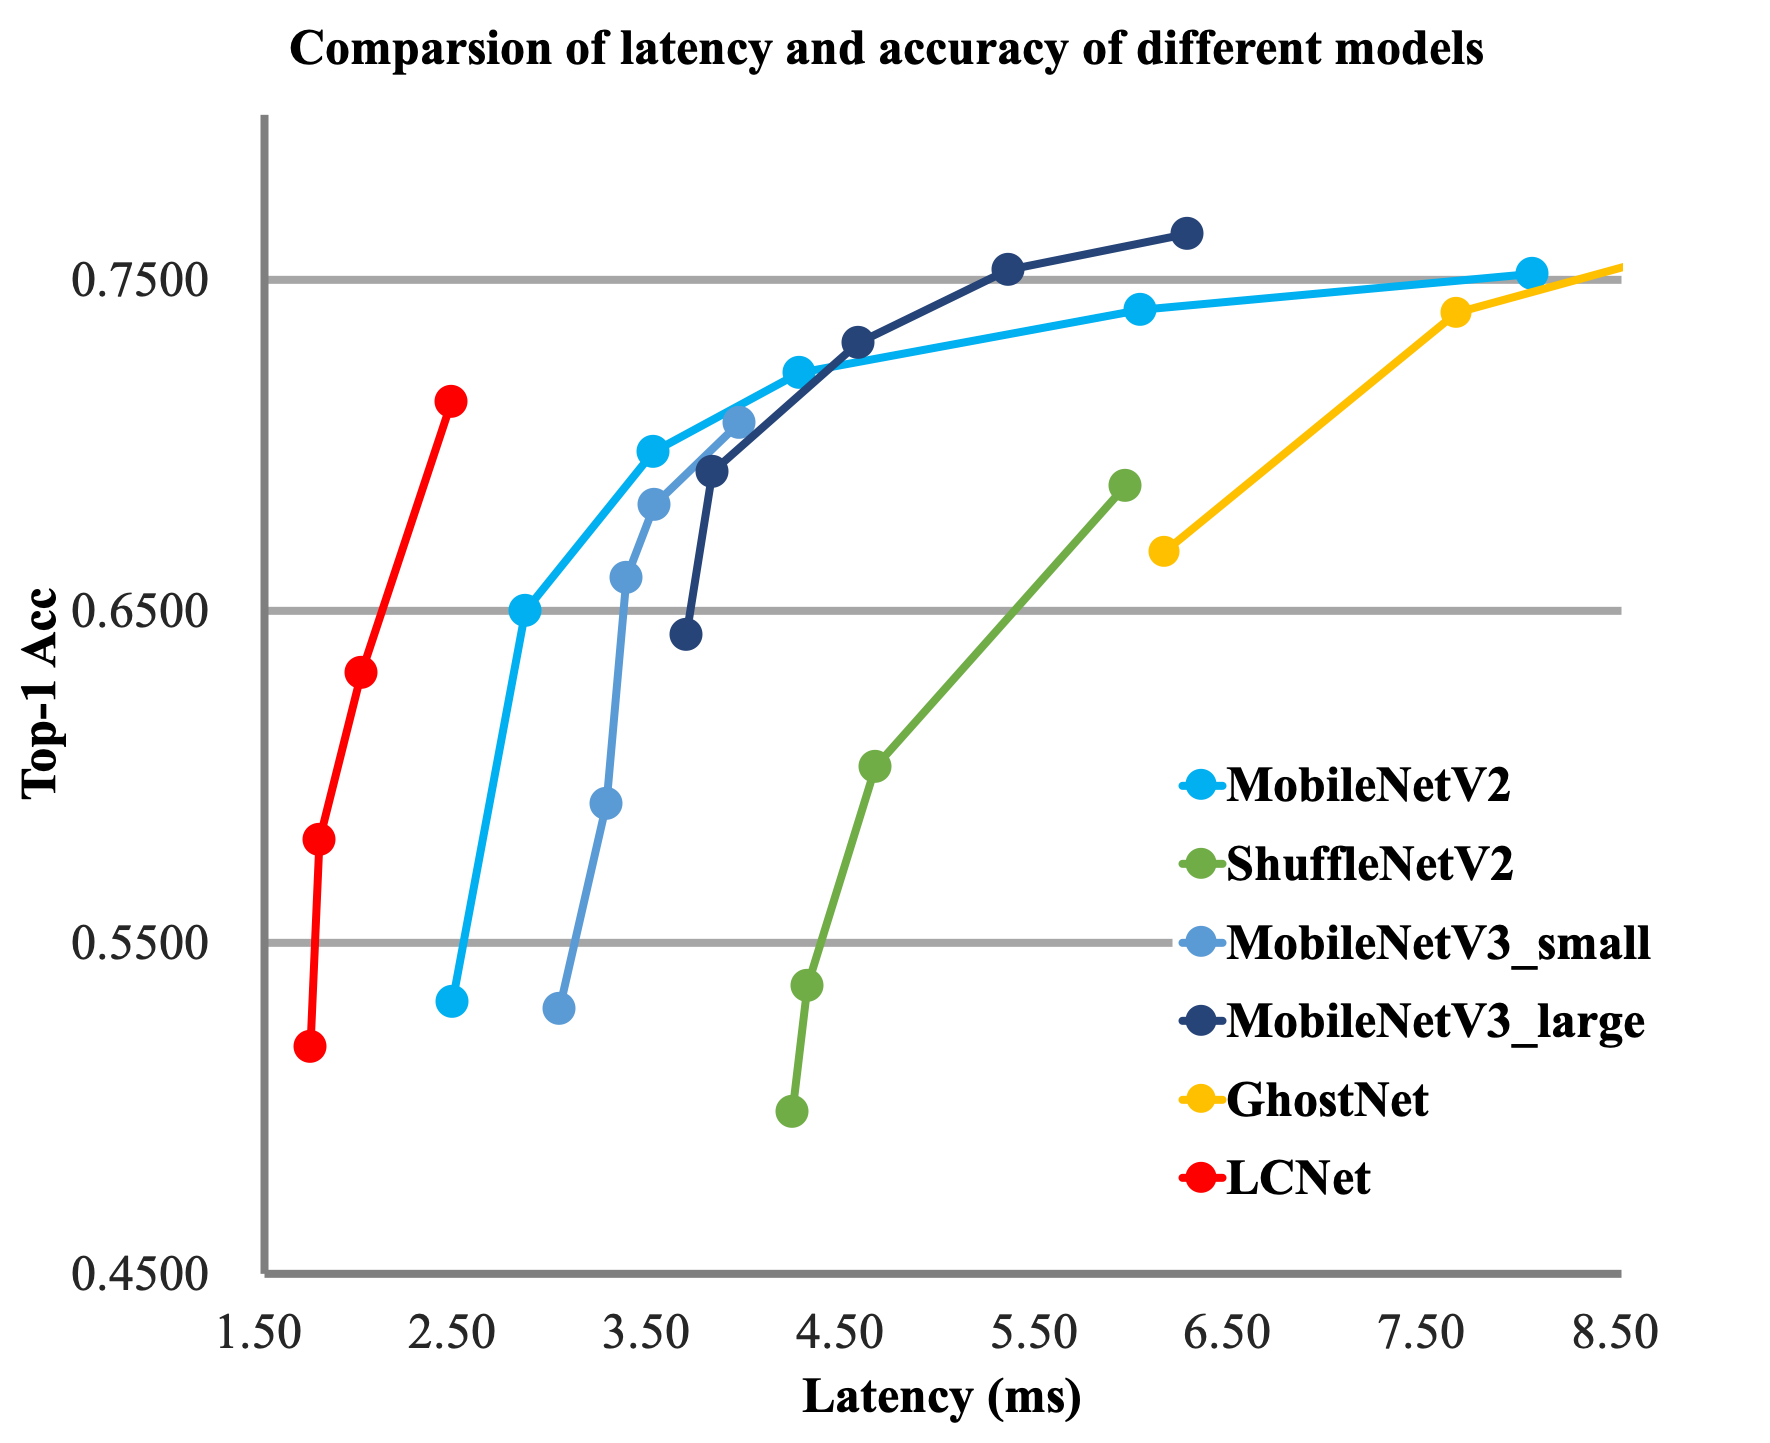 Comparsion of latency and accuracy of different models
0.7500
0.6500
0.5500
0.4500
Top-1 Acc
MobileNetV2
ShuffleNetV2
MobileNetV3_small
MobileNetV3_large
GhostNet
LCNet
1.50 2.50 3.50 4.50 5.50 6.50 7.50 8.50
Latency (ms)